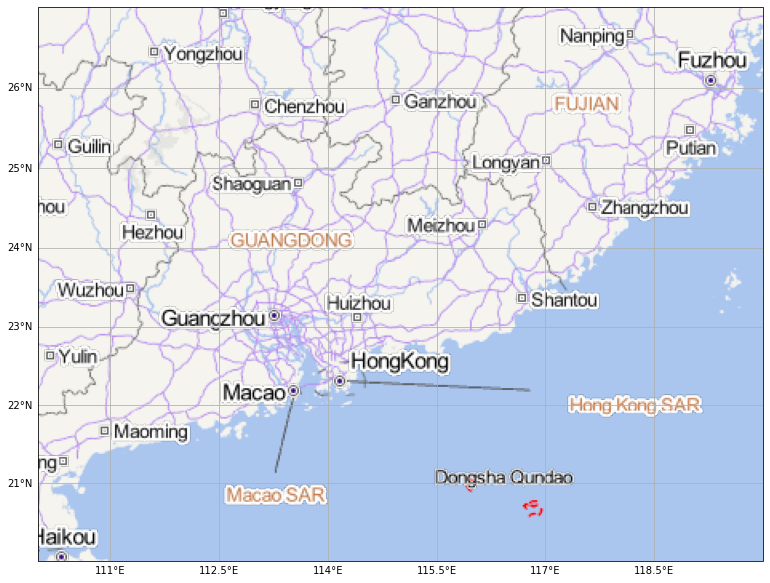 Nanping
Yongzhou
Fuzhou
26°N
Chenzhou
Ganzhou
FUJIAN
Guilin
Putian
25°N
Longyan
Shaoguan
hou
Zhangzhou
Hezhou
Meizhou
GUANGDONG
24°N
Wuzhou
Huizhou
Shantou
Guangzhou
23°N
Yulin
HongKong
Macao
22°N
Hong Kong SAR
Maoming
ng
Dongsha Qundao
21°N
Macao SAR
Haikou
111°E 112.5°E 114°E 115.5°E 117°E 118.5°E